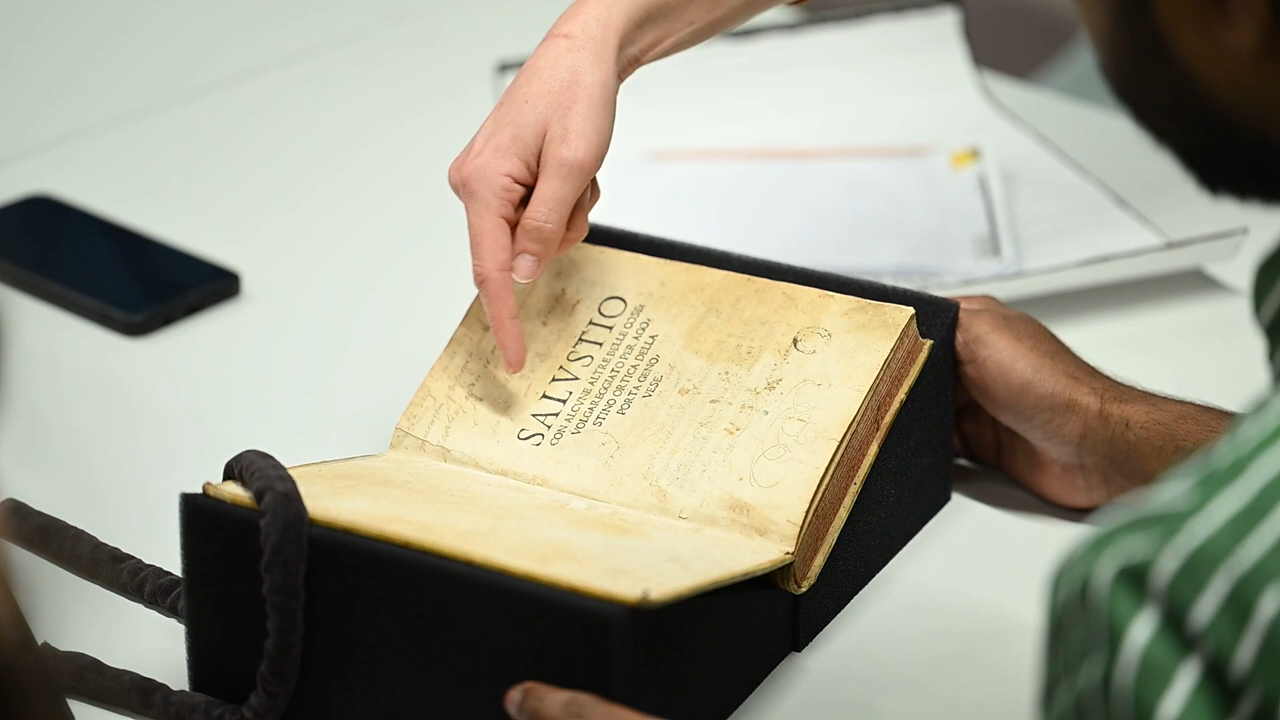 SALVSTIO
CON ALCVNE ALTRE BELLE COSE,
VOLGAREGGIATO PER AGO,
STINO ORTICA DELLA
PORTA GENO,
VESE.